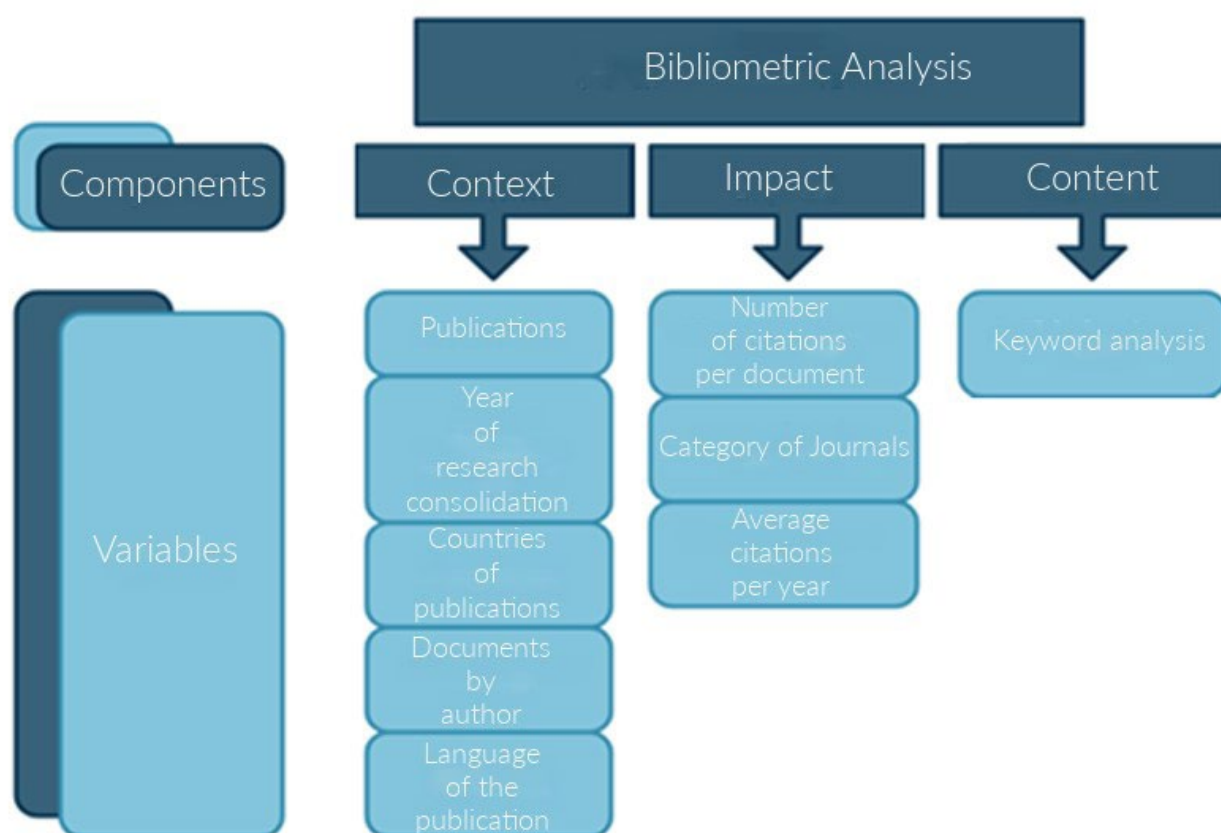 Bibliometric Analysis
Components
Context
Impact
Content
Variables
Publications
Year
of
research
consolidation
Countries
of
publications
Documents
by
author
Language
of the
publication
Number
of citations
per document
Category of Journals
Average
citations
per year
Keyword analysis